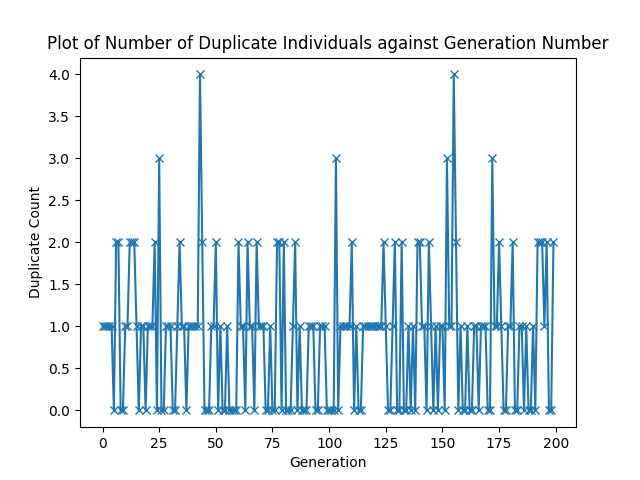 Plot of Number of Duplicate Individuals against Generation Number
4.0
3.5
3.0
2.5
2.0
1.5
1.0
0.5
0.0
Duplicate Count
0 25 50 75 100 125 150 175 200
Generation